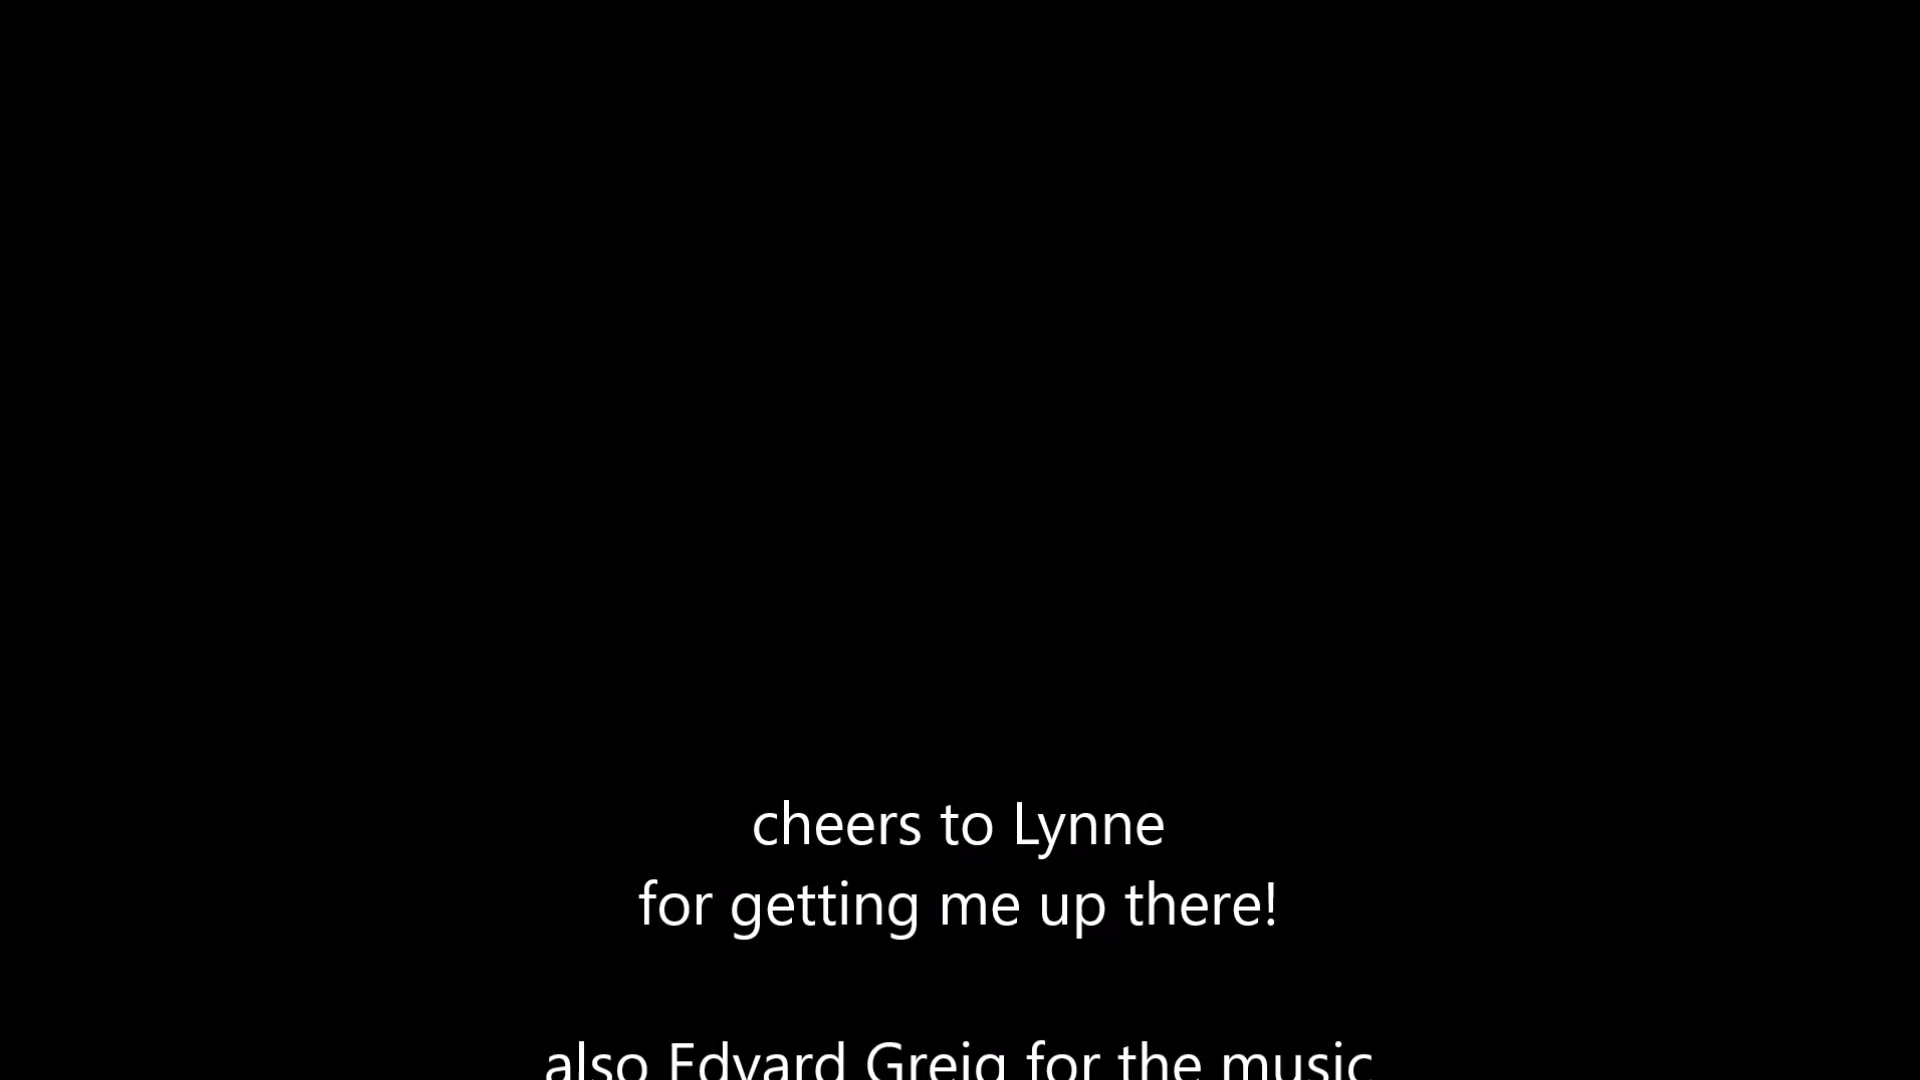 cheers to Lynne
for getting me up there!
also Edvard Greig for the music